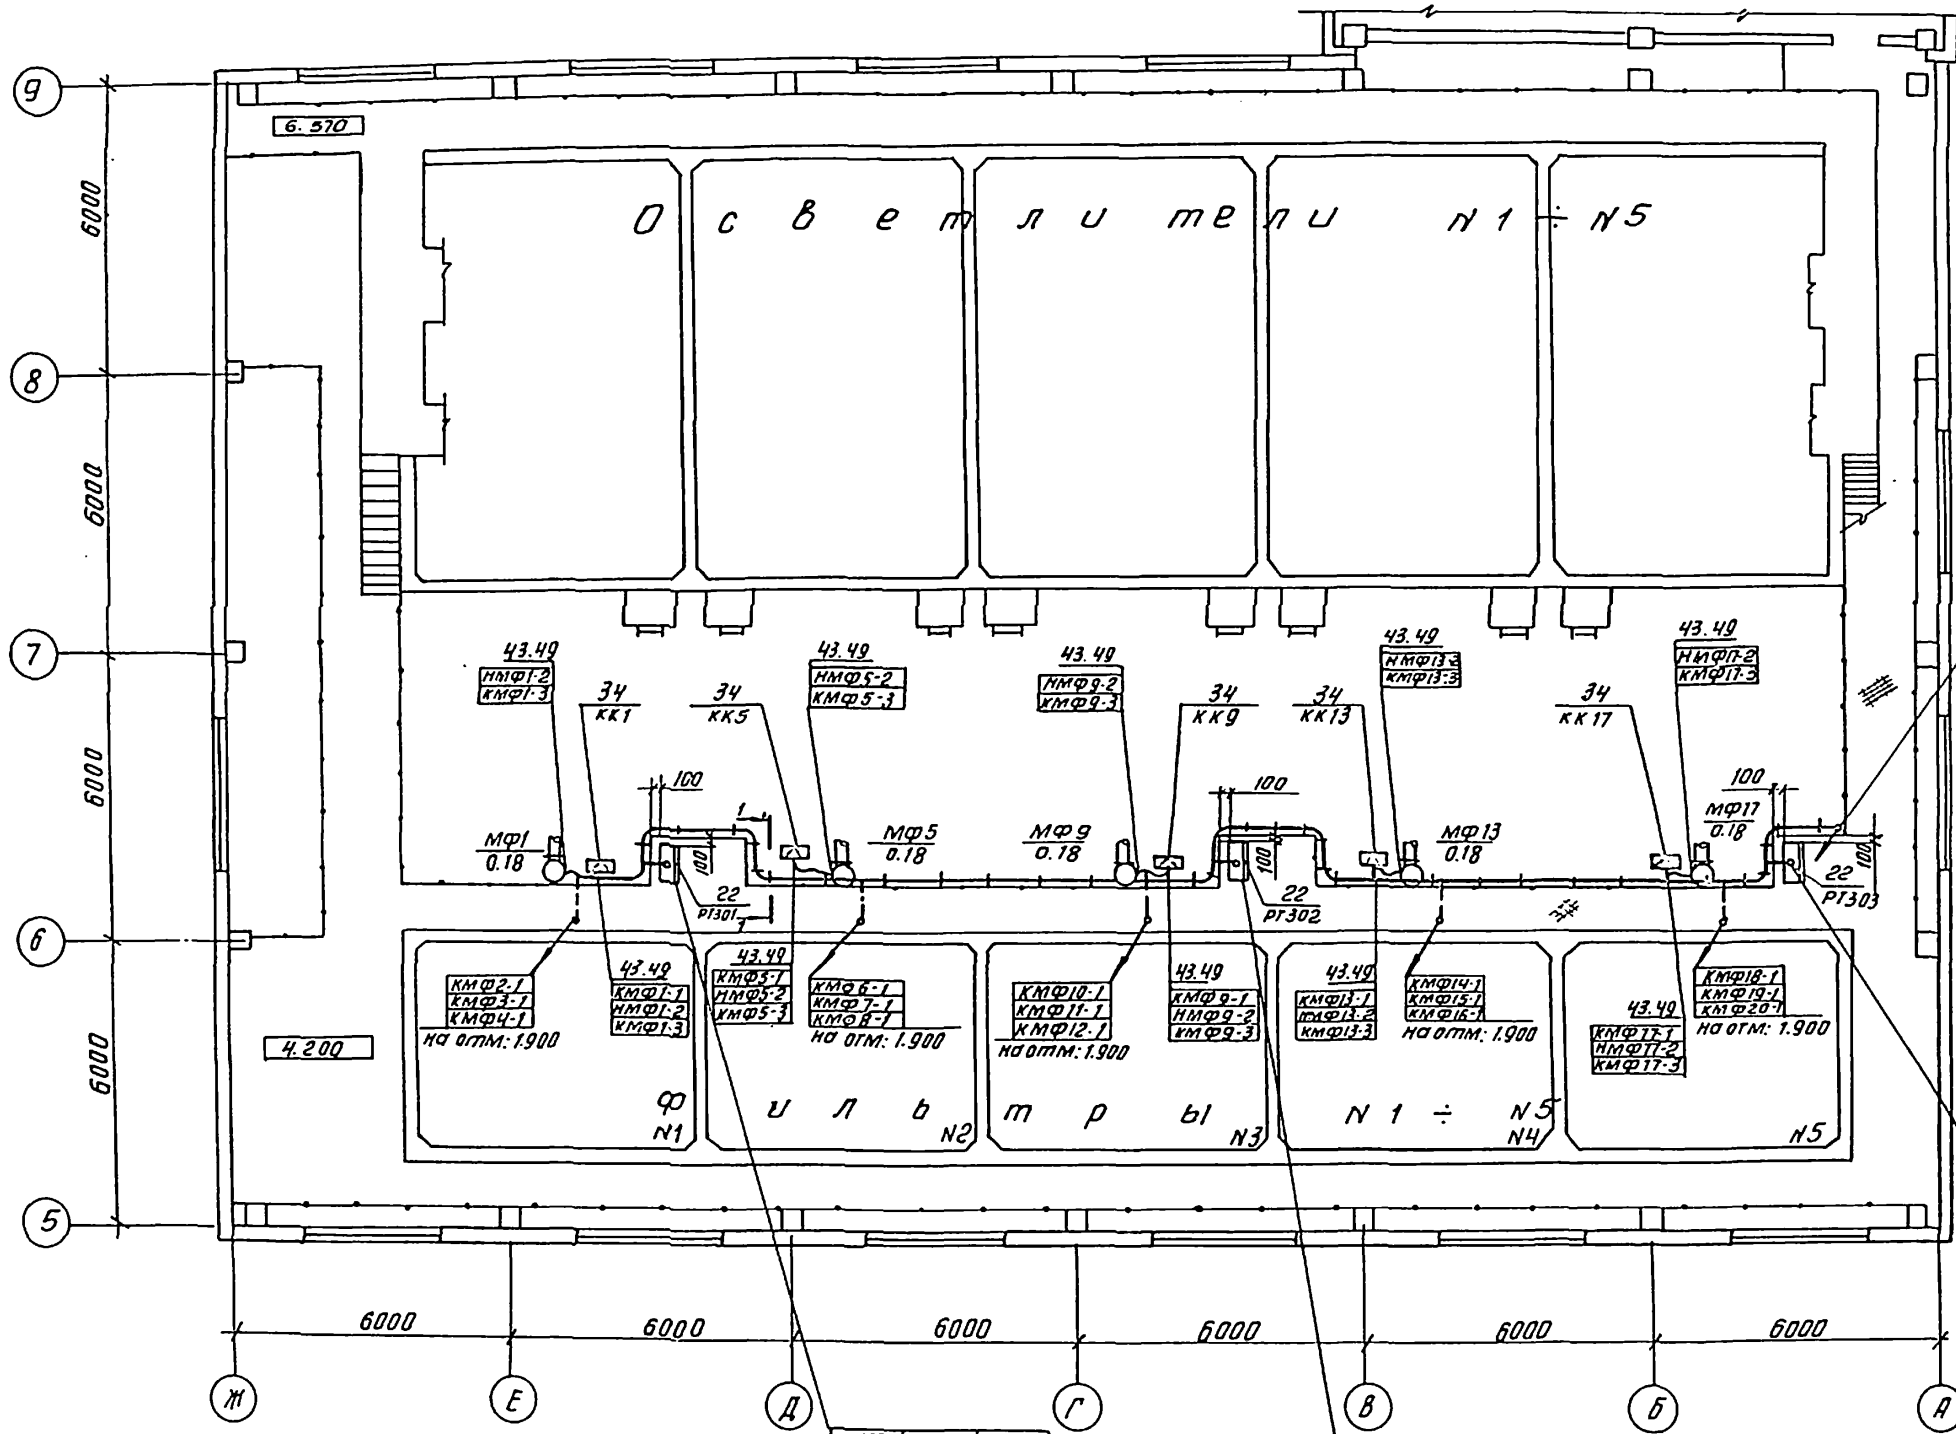 9
6.570
6000
Осветлители N1÷N5
8
6000
7
43.49
НМФ1-2
КМФ1-3
34
КК1
34
КК5
43.49
НМФ5-2
КМФ5-3
43.49
НМФ9-2
КМФ9-3
34
КК9
34
КК13
43.49
НМФ13-2
КМФ13-3
34
КК17
43.49
НМФ17-2
КМФ17-3
6000
100
100
100
МФ1
0.18
1
100
МФ5
0.18
МФ9
0.18
100
МФ13
0.18
МФ17
0.18
100
22
РТ301
1
22
РТ302
22
РТ303
6
КМФ2-1
КМФ3-1
КМФ4-1
на отм: 1.900
43.49
КМФ1-1
НМФ1-2
КМФ1-3
43.49
КМФ5-1
НМФ5-2
КМФ5-3
КМФ6-1
КМФ7-1
КМФ8-1
на отм: 1.900
КМФ10-1
КМФ11-1
КМФ12-1
на отм: 1.900
43.49
КМФ9-1
НМФ9-2
КМФ9-3
43.49
КМФ13-1
НМФ13-2
КМФ13-3
КМФ14-1
КМФ15-1
КМФ16-1
на отм: 1.900
43.49
КМФ17-1
НМФ17-2
КМФ17-3
КМФ18-1
КМФ19-1
КМФ20-1
на отм: 1.900
4.200
6000
Фильтры N1÷N5
N1
N2
N3
N4
N5
5
6000
6000
6000
6000
6000
6000
Ж
Е
Д
Г
В
Б
А